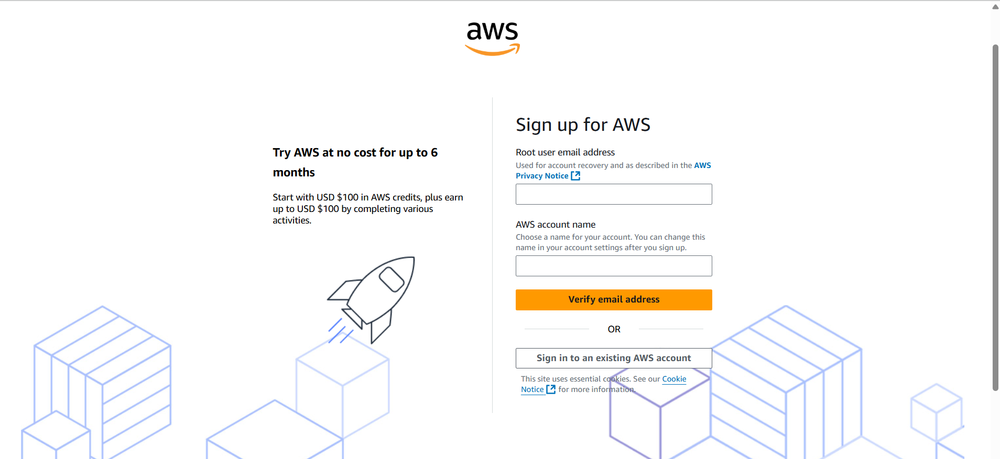 aws
Try AWS at no cost for up to 6
months
Start with USD $100 in AWS credits, plus earn
up to USD $100 by completing various
activities.
Sign up for AWS
Root user email address
Used for account recovery and as described in the AWS
Privacy Notice
AWS account name
Choose a name for your account. You can change this
name in your account settings after you sign up.
Verify email address
OR
Sign in to an existing AWS account
This site uses essential cookies. See our Cookie
Notice for more information.